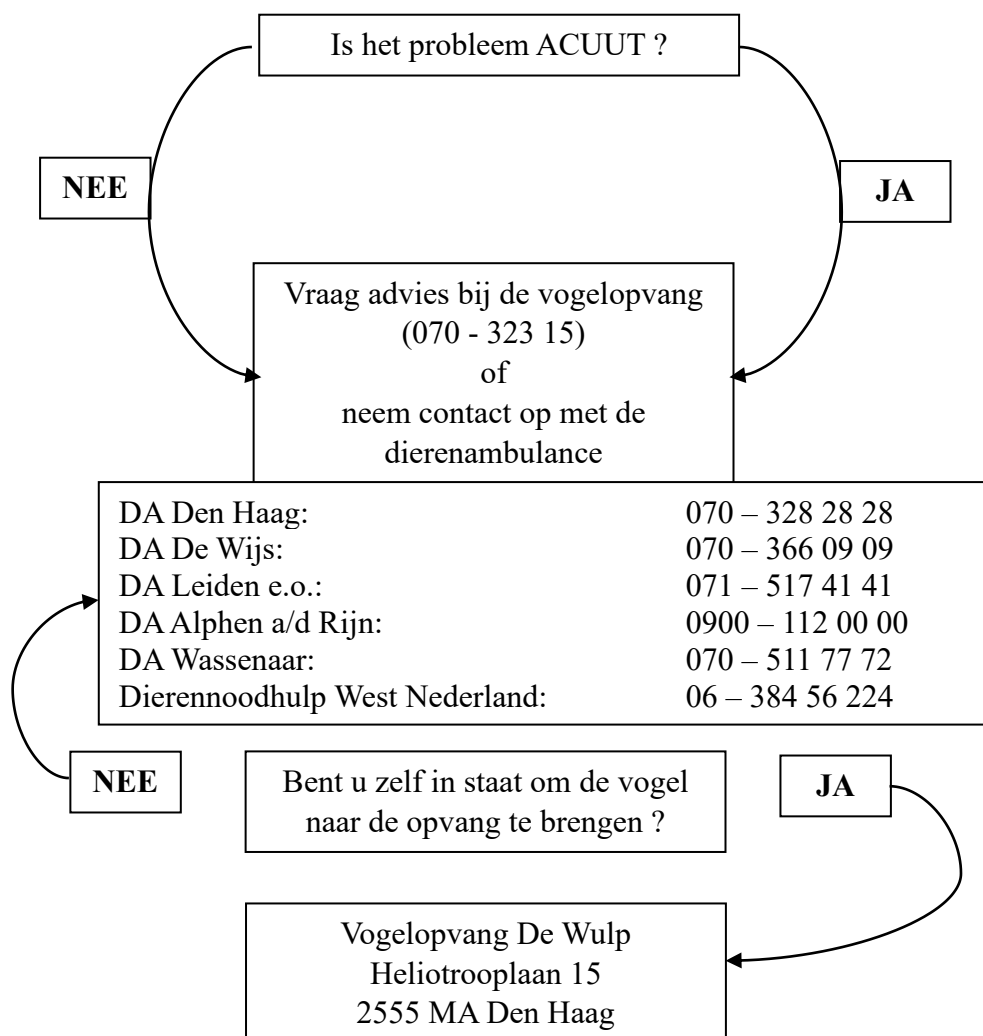 Is het probleem ACUUT ?
NEE
JA
Vraag advies bij de vogelopvang
(070 - 323 15)
of
neem contact op met de
dierenambulance
DA Den Haag: 070 – 328 28 28
DA De Wijs: 070 – 366 09 09
DA Leiden e.o.: 071 – 517 41 41
DA Alphen a/d Rijn: 0900 – 112 00 00
DA Wassenaar: 070 – 511 77 72
Dierennoodhulp West Nederland: 06 – 384 56 224
NEE
Bent u zelf in staat om de vogel
naar de opvang te brengen ?
JA
Vogelopvang De Wulp
Heliotrooplaan 15
2555 MA Den Haag